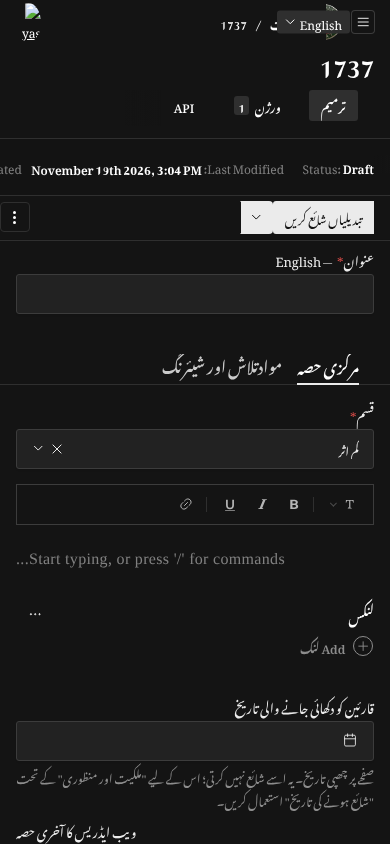 English
1737 /
1737
ترمیم ورژن 1 API
Status: Draft Last Modified: November 19th 2026, 3:04 PM
تبدیلیاں شائع کریں
عنوان* — English
مرکزی حصہ مواد تلاش اور شیئرنگ
قسم*
لم اثر
T B I U
Start typing, or press '/' for commands...
لنکس ...
Add لنک
قارئین کو دکھائی جانے والی تاریخ
صفحے پر چھپی تاریخ۔ یہ اسے شائع نہیں کرتی؛ اس کے لیے "ملکیت اور منظوری" کے تحت
"شائع ہونے کی تاریخ" استعمال کریں۔
ویب ایڈریس کا آخری حصہ